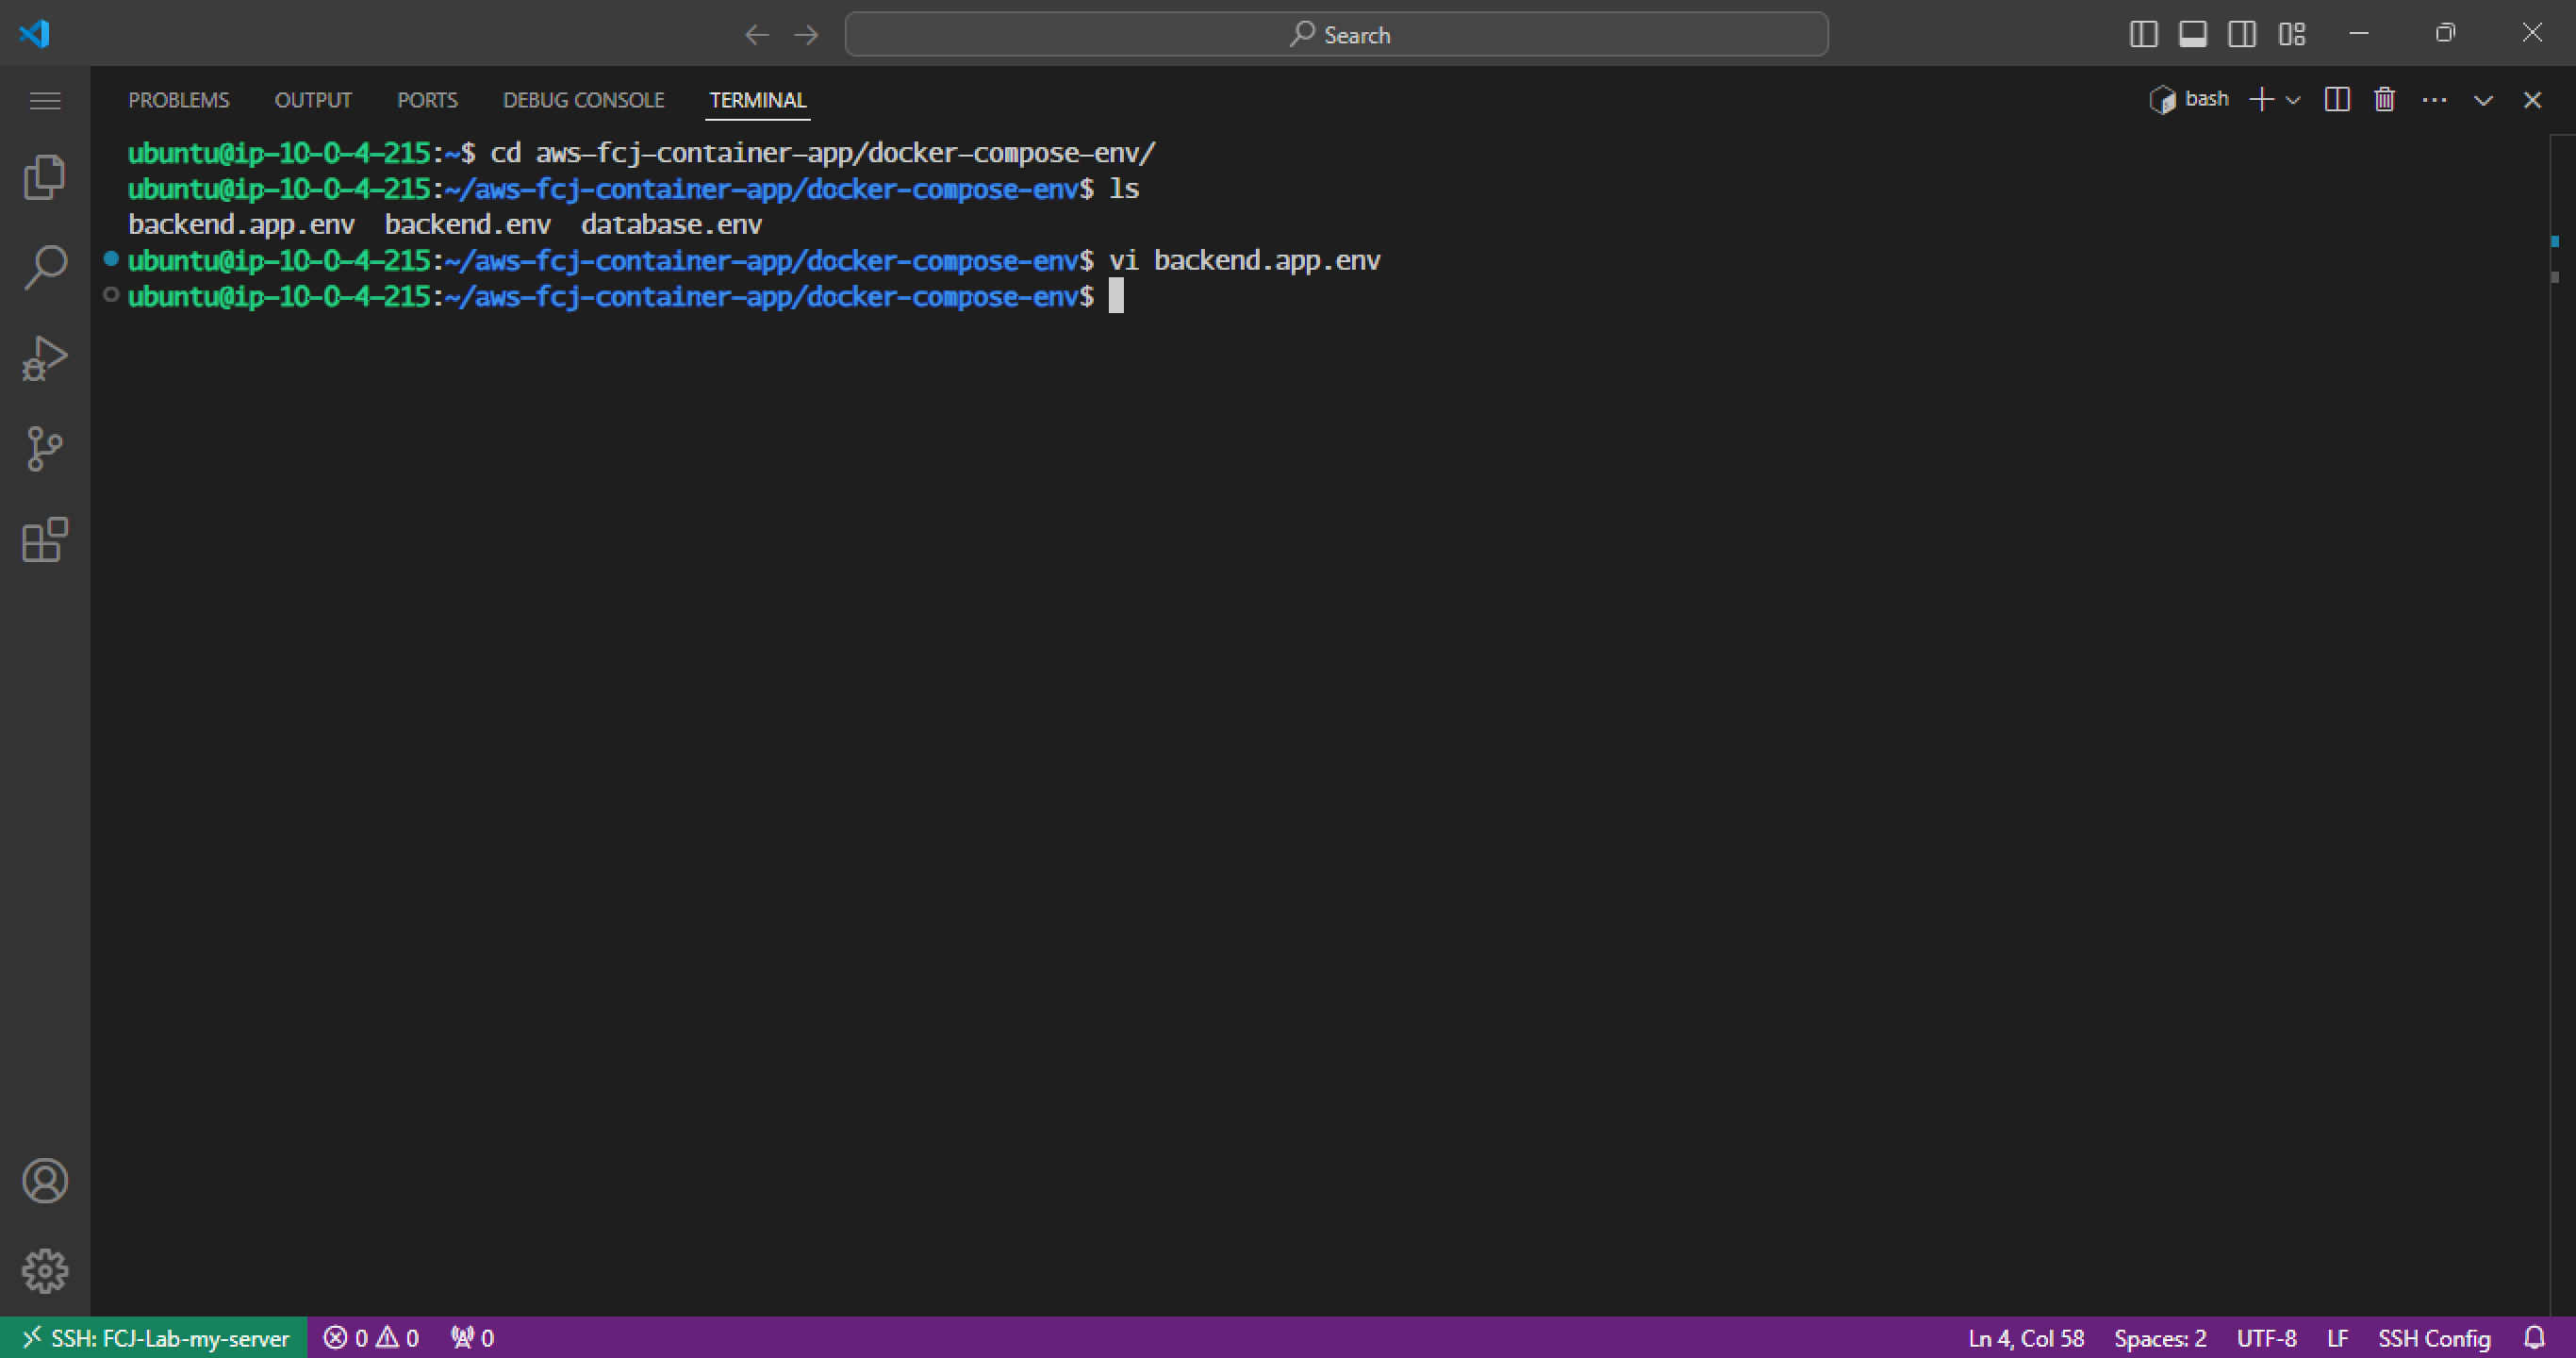 Search
PROBLEMS OUTPUT PORTS DEBUG CONSOLE TERMINAL bash
ubuntu@ip-10-0-4-215:~$ cd aws-fcj-container-app/docker-compose-env/
ubuntu@ip-10-0-4-215:~/aws-fcj-container-app/docker-compose-env$ ls
backend.app.env  backend.env  database.env
ubuntu@ip-10-0-4-215:~/aws-fcj-container-app/docker-compose-env$ vi backend.app.env
ubuntu@ip-10-0-4-215:~/aws-fcj-container-app/docker-compose-env$
SSH: FCJ-Lab-my-server 0 0 0 Ln 4, Col 58 Spaces: 2 UTF-8 LF SSH Config